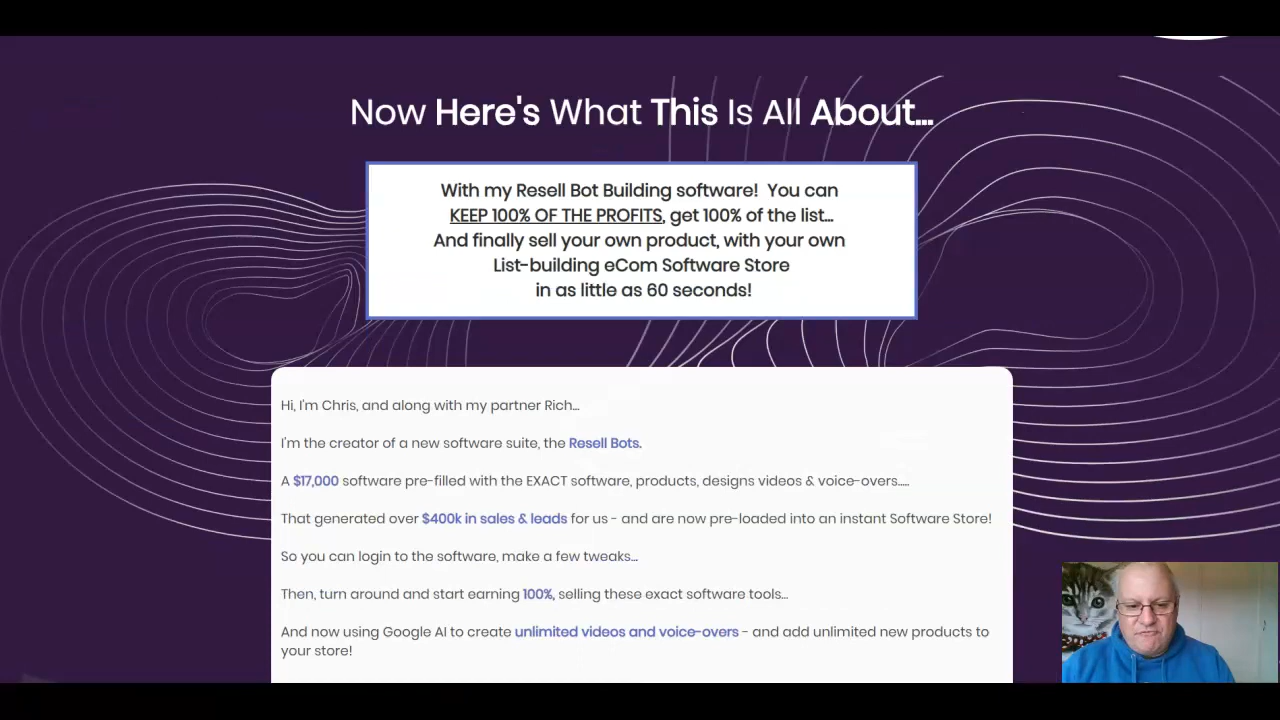 Now Here's What This Is All About...
With my Resell Bot Building software!  You can
KEEP 100% OF THE PROFITS, get 100% of the list...
And finally sell your own product, with your own
List-building eCom Software Store
in as little as 60 seconds!
Hi, I'm Chris, and along with my partner Rich...
I'm the creator of a new software suite, the Resell Bots.
A $17,000 software pre-filled with the EXACT software, products, designs videos & voice-overs.....
That generated over $400k in sales & leads for us - and are now pre-loaded into an instant Software Store!
So you can login to the software, make a few tweaks...
Then, turn around and start earning 100%, selling these exact software tools...
And now using Google AI to create unlimited videos and voice-overs - and add unlimited new products to
your store!